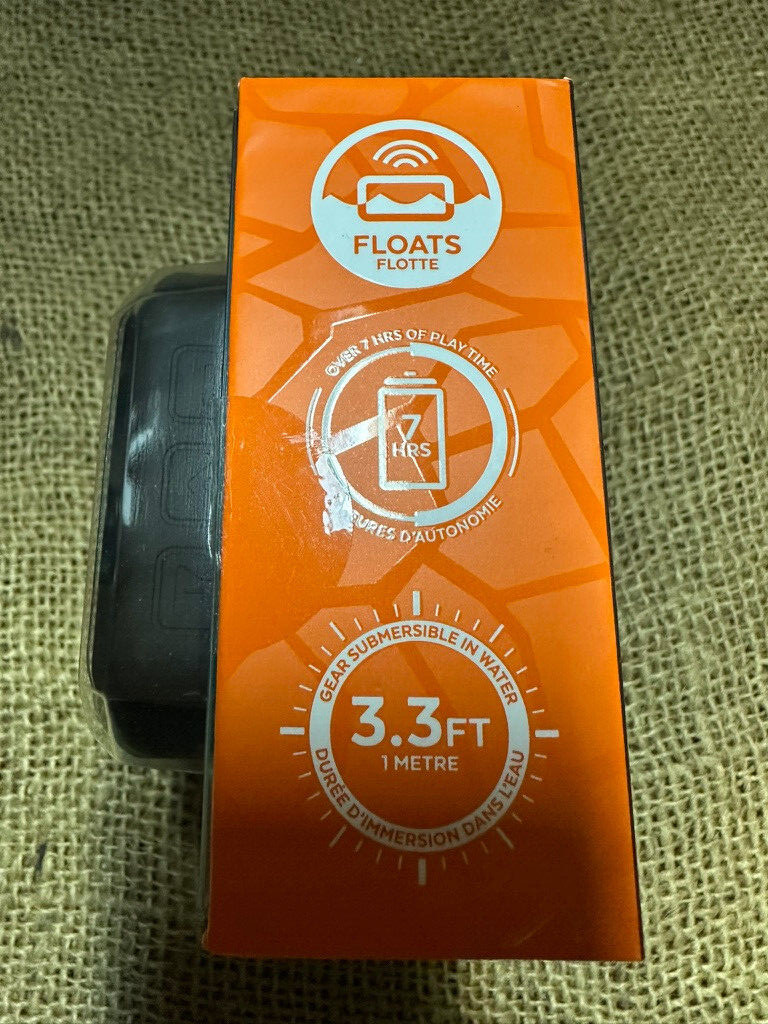 FLOATS
FLOTTE
OVER 7 HRS OF PLAY TIME
7
HRS
D'AUTONOMIE
GEAR SUBMERSIBLE IN WATER
3.3FT
1 METRE
DURÉE D'IMMERSION DANS L'EAU